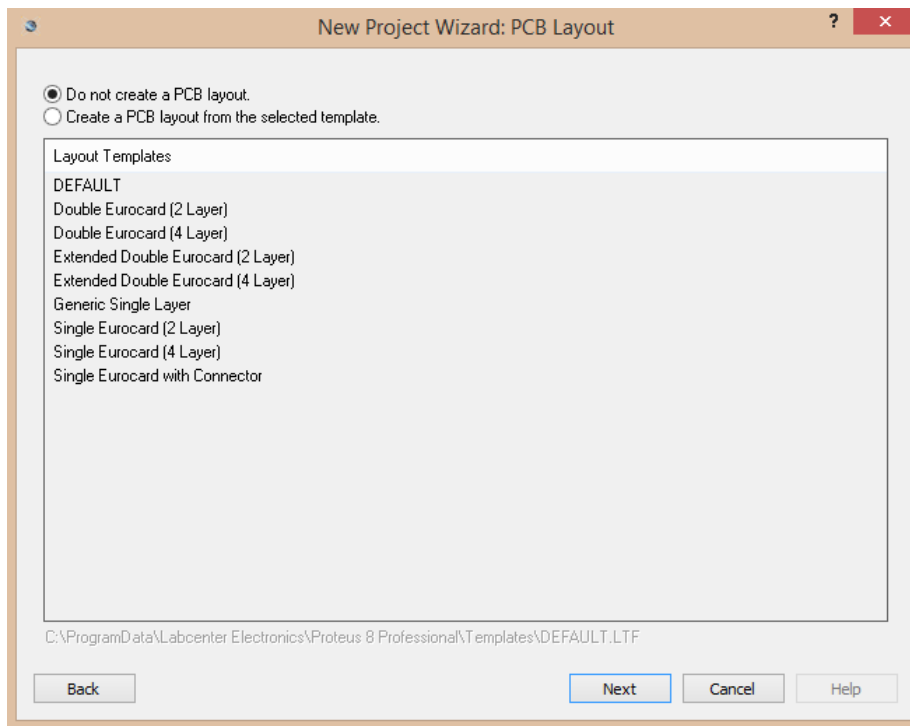 New Project Wizard: PCB Layout ?
Do not create a PCB layout.
Create a PCB layout from the selected template.
Layout Templates
DEFAULT
Double Eurocard (2 Layer)
Double Eurocard (4 Layer)
Extended Double Eurocard (2 Layer)
Extended Double Eurocard (4 Layer)
Generic Single Layer
Single Eurocard (2 Layer)
Single Eurocard (4 Layer)
Single Eurocard with Connector
C:\ProgramData\Labcenter Electronics\Proteus 8 Professional\Templates\DEFAULT.LTF
Back Next Cancel Help